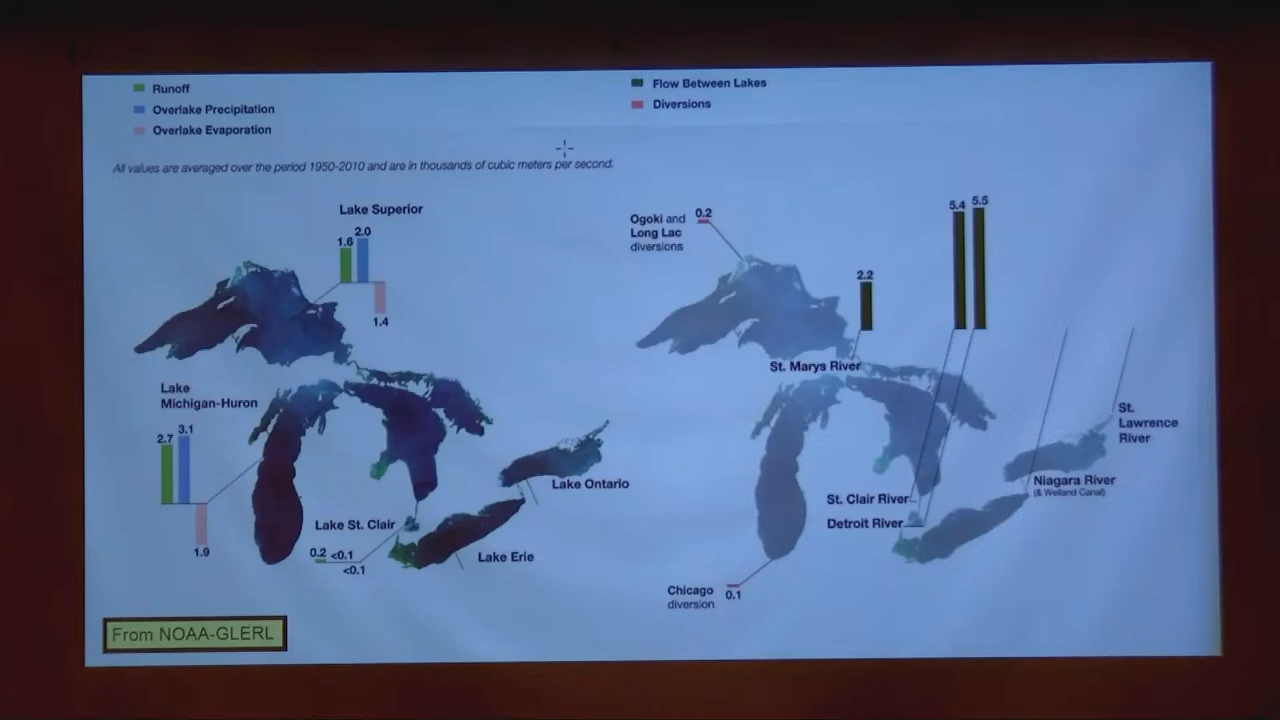 Runoff
Overlake Precipitation
Overlake Evaporation
Flow Between Lakes
Diversions
All values are averaged over the period 1950-2010 and are in thousands of cubic meters per second.
Lake Superior
1.6
2.0
1.4
Lake
Michigan-Huron
2.7
3.1
1.9
Lake St. Clair
0.2
<0.1
<0.1
Lake Ontario
Lake Erie
Ogoki and
Long Lac
diversions
0.2
2.2
St. Marys River
5.4
5.5
St. Clair River
Detroit River
St.
Lawrence
River
Niagara River
(& Welland Canal)
Chicago
diversion
0.1
From NOAA-GLERL